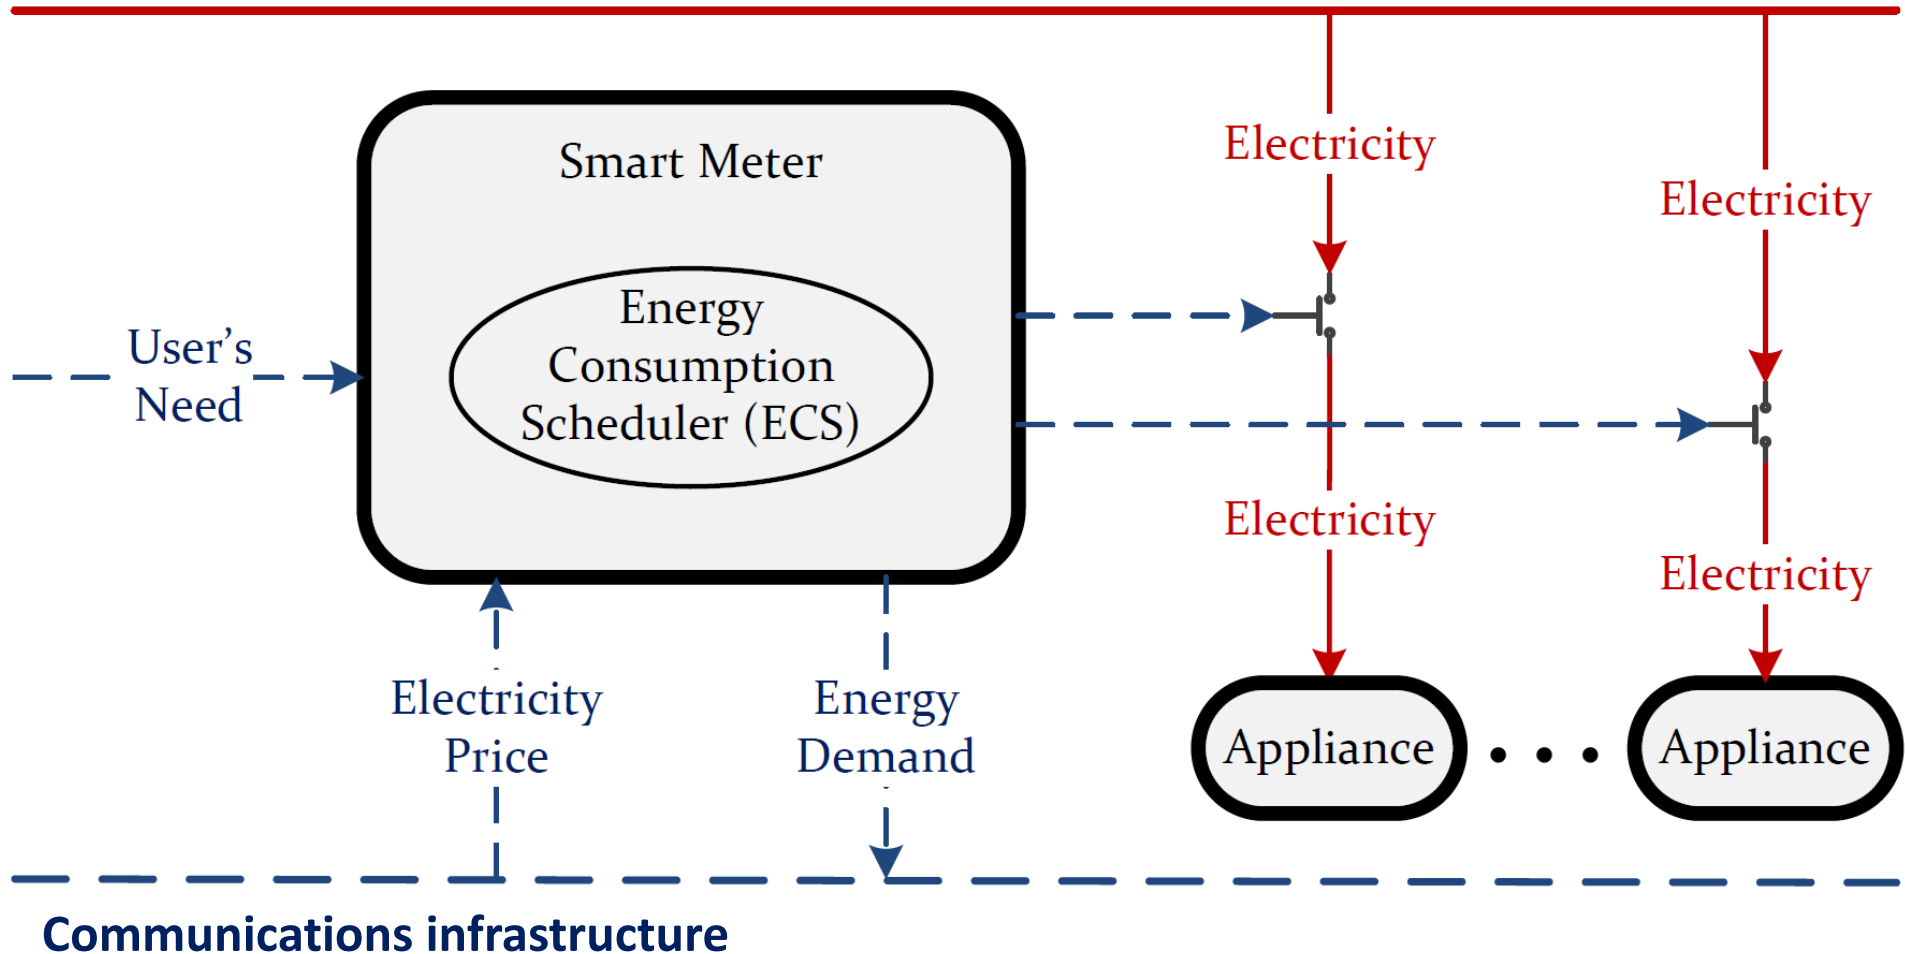 Electricity
Electricity
Smart Meter
Energy
Consumption
Scheduler (ECS)
User’s
Need
Electricity
Electricity
Electricity
Price
Energy
Demand
Appliance
Appliance
Communications infrastructure